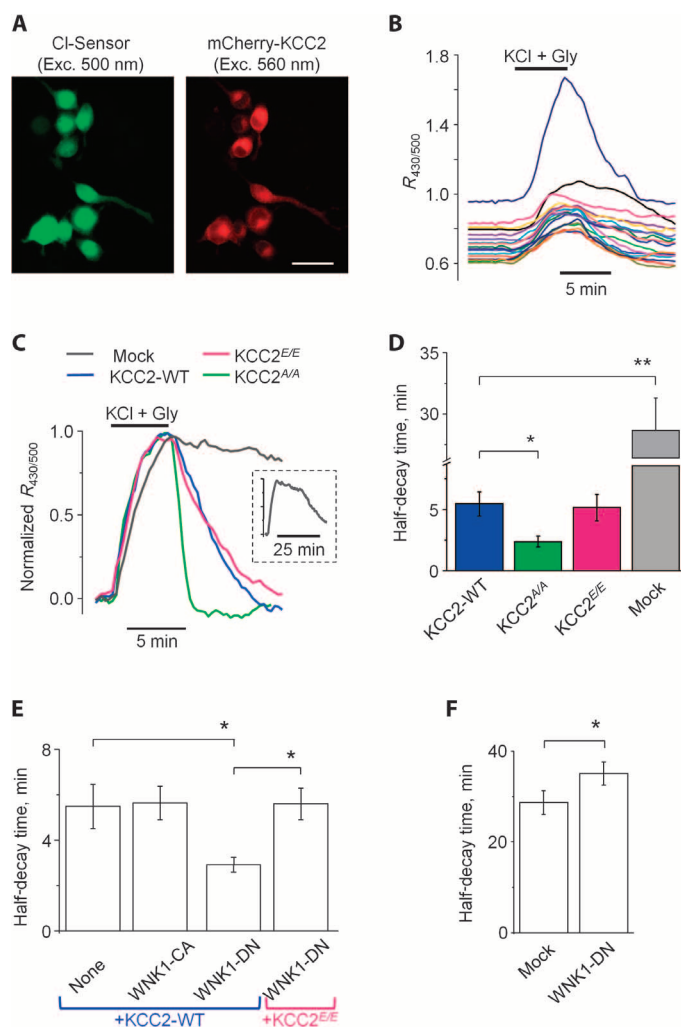 A
Cl-Sensor
(Exc. 500 nm)
mCherry-KCC2
(Exc. 560 nm)
B
KCl + Gly
R430/500
1.8
1.4
1.0
0.6
5 min
C
Mock
KCC2-WT
KCC2E/E
KCC2A/A
KCl + Gly
Normalized R430/500
1.0
0.5
0.0
25 min
5 min
D
Half-decay time, min
35
25
5
0
**
*
KCC2-WT
KCC2A/A
KCC2E/E
Mock
E
Half-decay time, min
8
4
0
*
*
None
WNK1-CA
WNK1-DN
WNK1-DN
+KCC2-WT
+KCC2E/E
F
Half-decay time, min
40
20
0
*
Mock
WNK1-DN